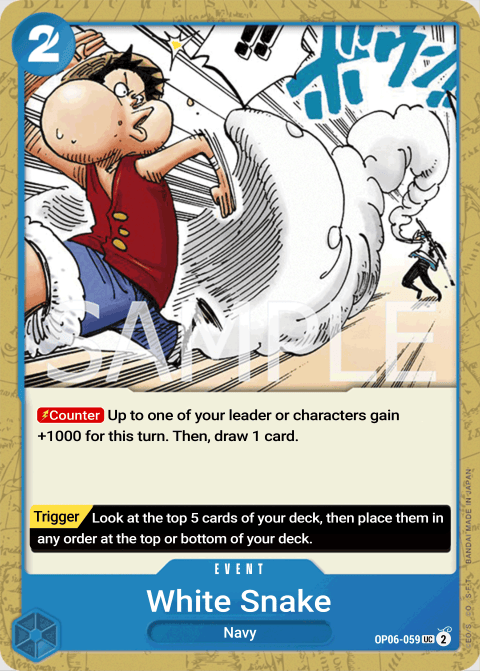 2
ドウン!
SAMPLE
Counter Up to one of your leader or characters gain
+1000 for this turn. Then, draw 1 card.
Trigger Look at the top 5 cards of your deck, then place them in
any order at the top or bottom of your deck.
EVENT
White Snake
Navy
OP06-059 UC 2
BANDAI MADE IN JAPAN